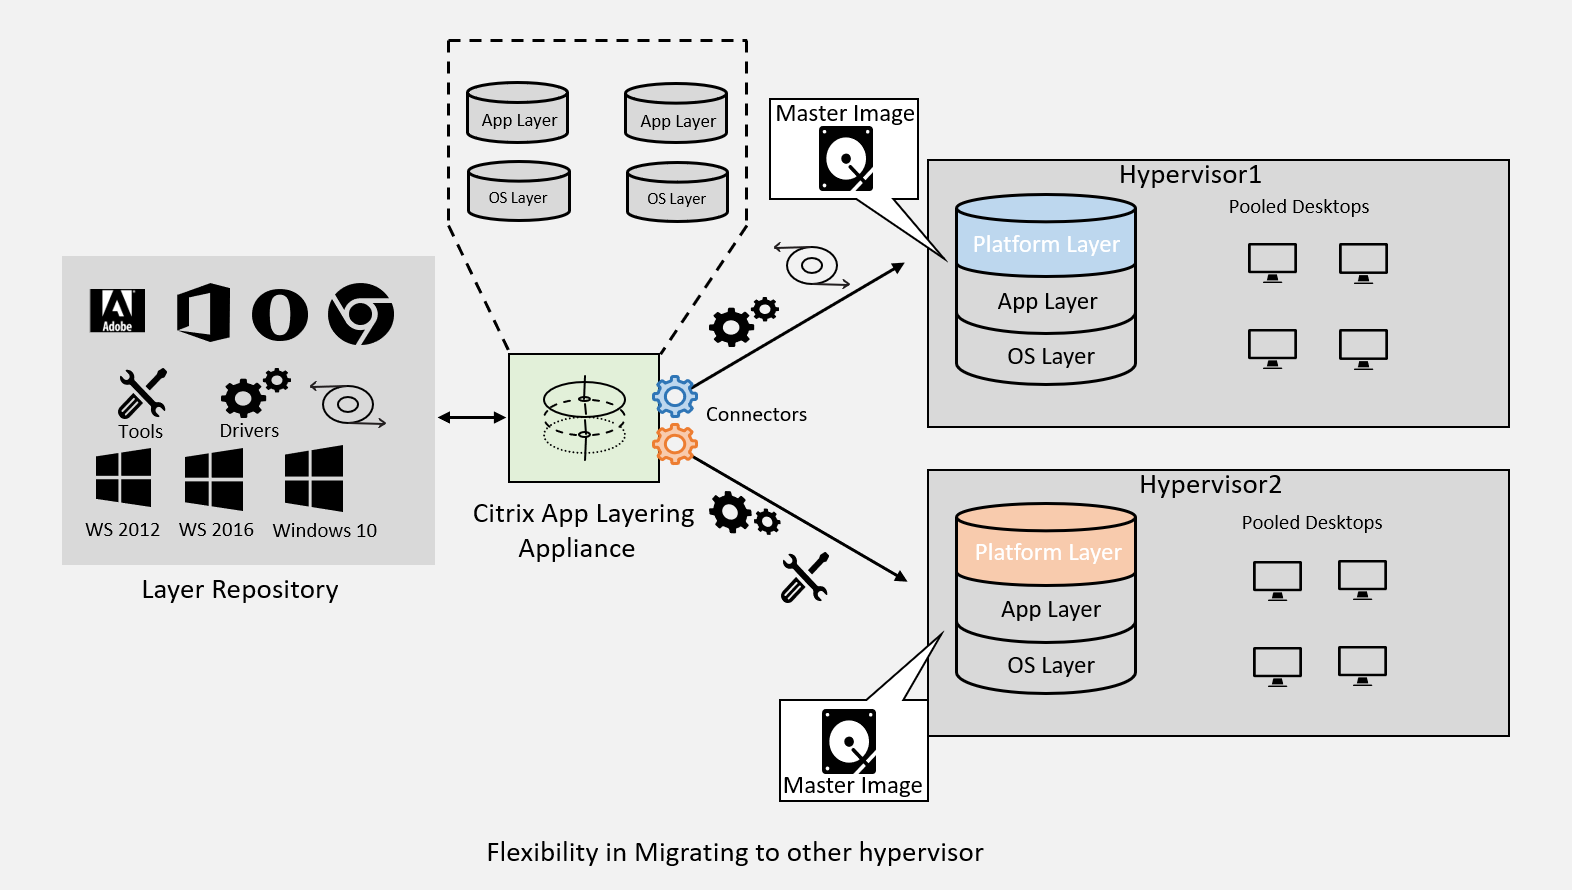 App Layer
App Layer
OS Layer
OS Layer
Master Image
Hypervisor1
Pooled Desktops
Platform Layer
App Layer
OS Layer
Adobe
Tools
Drivers
WS 2012
WS 2016
Windows 10
Layer Repository
Connectors
Citrix App Layering
Appliance
Hypervisor2
Pooled Desktops
Platform Layer
App Layer
OS Layer
Master Image
Flexibility in Migrating to other hypervisor